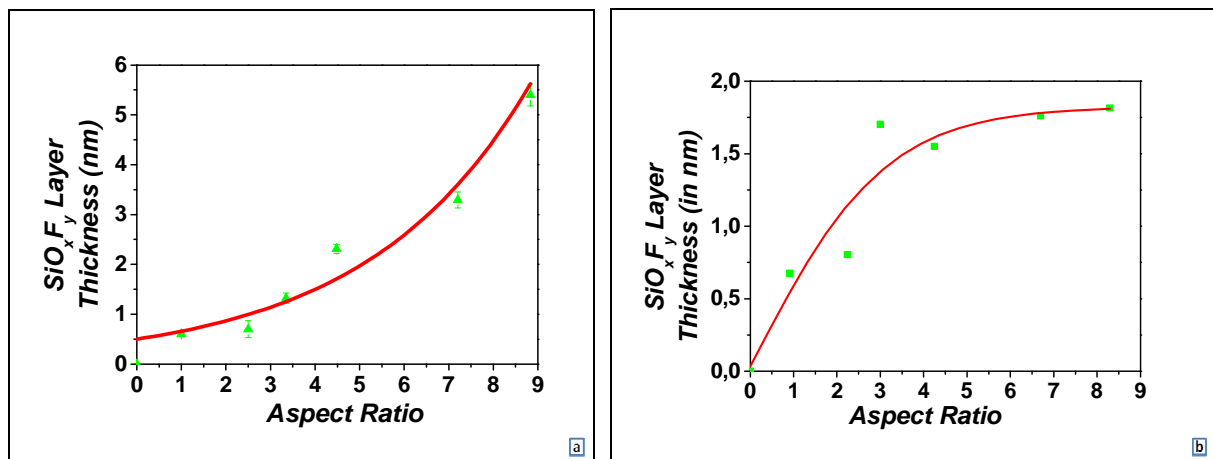 6
5
4
3
2
1
0
0 1 2 3 4 5 6 7 8 9
SiOxFy Layer
Thickness (nm)
Aspect Ratio
a
2,0
1,5
1,0
0,5
0,0
0 1 2 3 4 5 6 7 8 9
SiOxFy Layer
Thickness (in nm)
Aspect Ratio
b